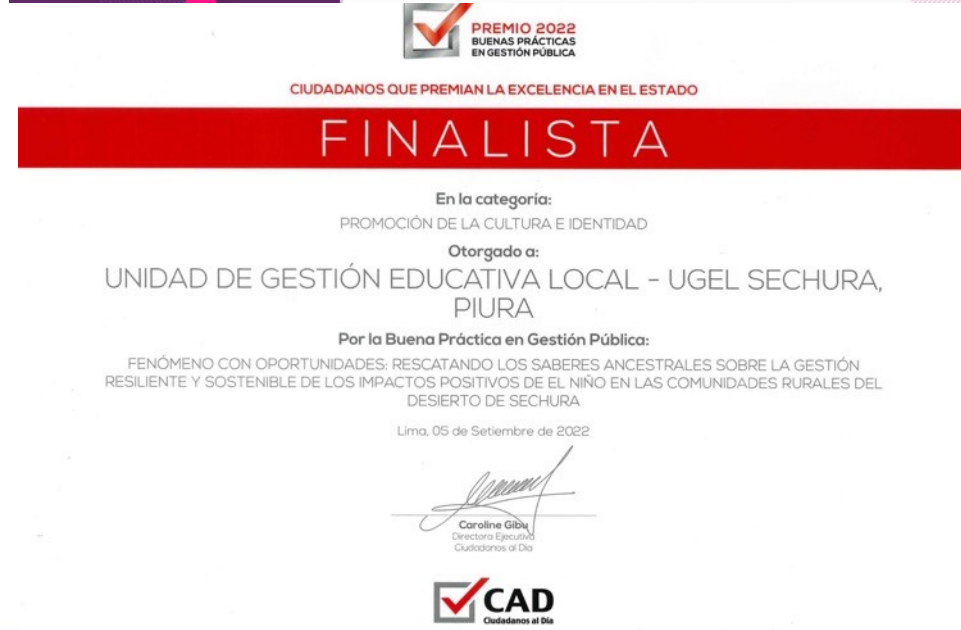 PREMIO 2022
BUENAS PRÁCTICAS
EN GESTIÓN PÚBLICA
CIUDADANOS QUE PREMIAN LA EXCELENCIA EN EL ESTADO
FINALISTA
En la categoría:
PROMOCIÓN DE LA CULTURA E IDENTIDAD
Otorgado a:
UNIDAD DE GESTIÓN EDUCATIVA LOCAL - UGEL SECHURA,
PIURA
Por la Buena Práctica en Gestión Pública:
FENÓMENO CON OPORTUNIDADES: RESCATANDO LOS SABERES ANCESTRALES SOBRE LA GESTIÓN
RESILIENTE Y SOSTENIBLE DE LOS IMPACTOS POSITIVOS DE EL NIÑO EN LAS COMUNIDADES RURALES DEL
DESIERTO DE SECHURA
Lima, 05 de Setiembre de 2022
Caroline Gibu
Directora Ejecutiva
Ciudadanos al Día
CAD
Ciudadanos al Día